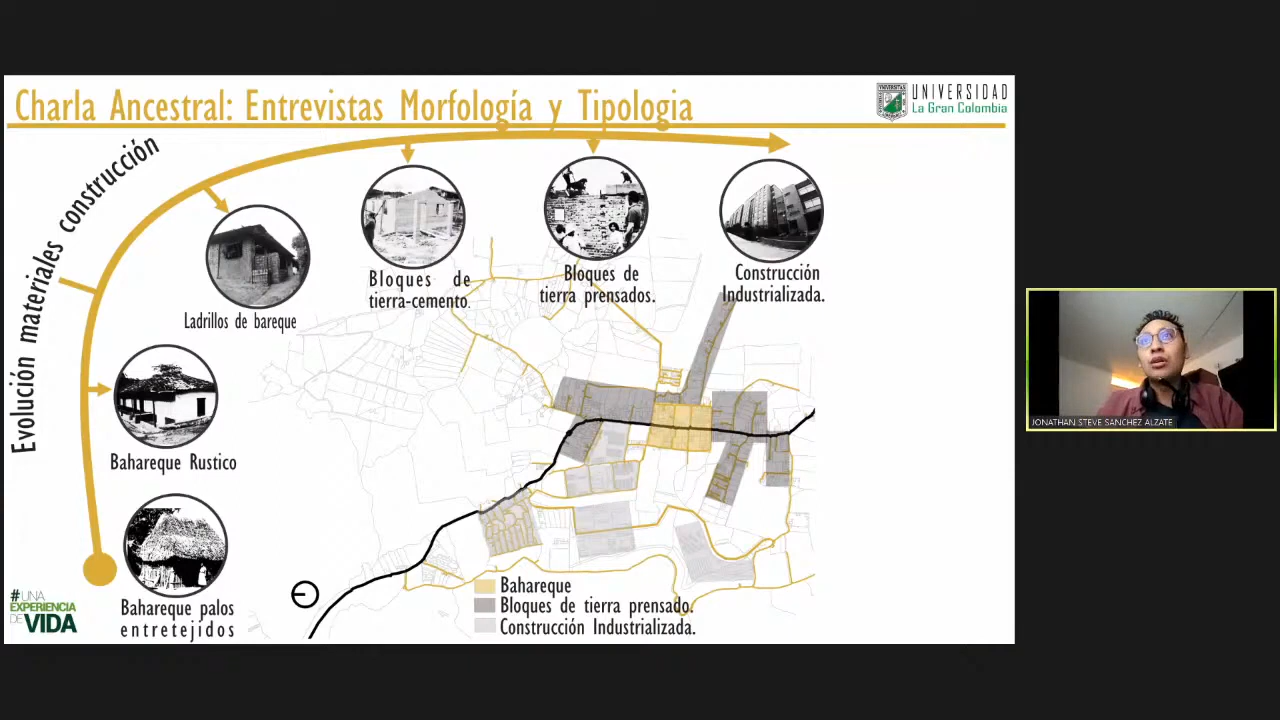 Charla Ancestral: Entrevistas Morfología y Tipologia
UNIVERSIDAD
La Gran Colombia
Evolución materiales construcción
Bloques de
tierra-cemento.
Bloques de
tierra prensados.
Construcción
Industrializada.
Ladrillos de bareque
Bahareque Rustico
Bahareque palos
entretejidos
#UNA
EXPERIENCIA
DE VIDA
Bahareque
Bloques de tierra prensado.
Construcción Industrializada.
JONATHAN STEVE SANCHEZ ALZATE